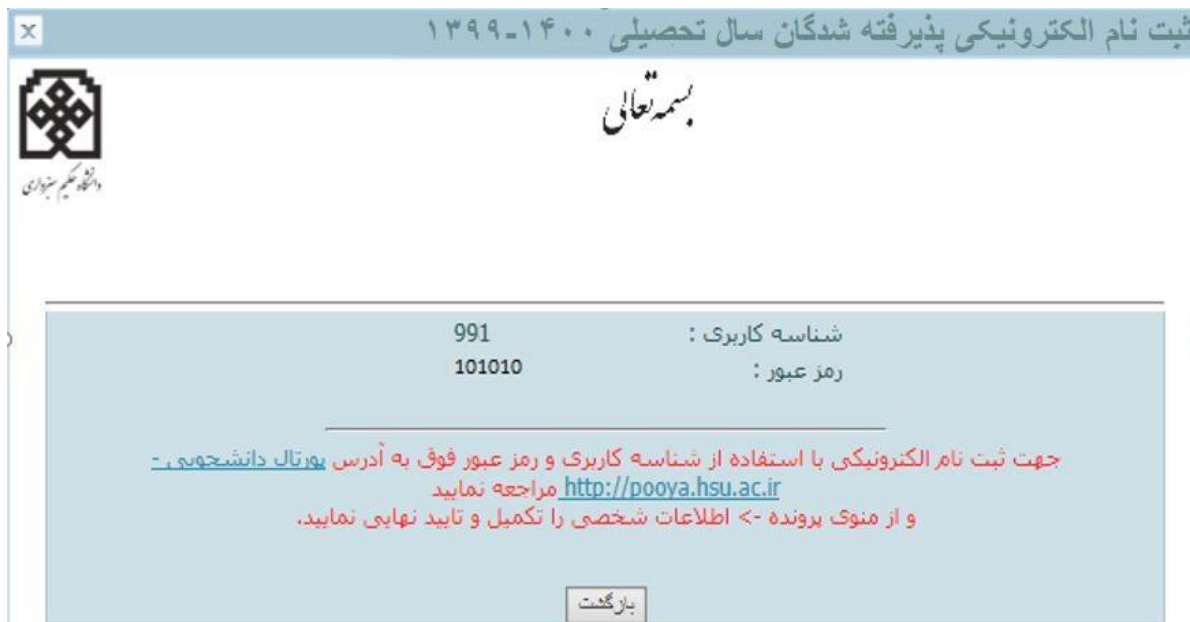 ثبت نام الکترونیکی پذیرفته شدگان سال تحصیلی ۱۴۰۰-۱۳۹۹
بسمه تعالی
دانشگاه حکیم سبزواری
شناسه کاربری : 991
رمز عبور : 101010
جهت ثبت نام الکترونیکی با استفاده از شناسه کاربری و رمز عبور فوق به آدرس پورتال دانشجویی -
http://pooya.hsu.ac.ir مراجعه نمایید
و از منوی پرونده -> اطلاعات شخصی را تکمیل و تایید نهایی نمایید.
بازگشت